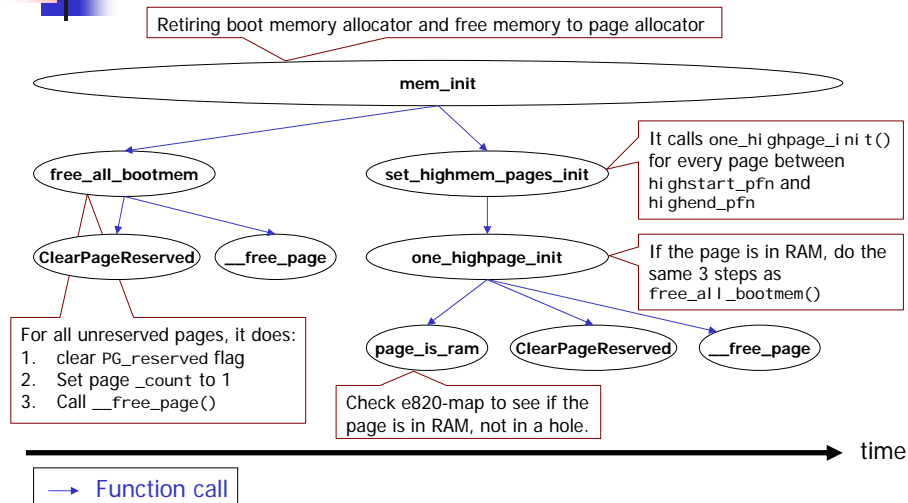 Retiring boot memory allocator and free memory to page allocator
mem_init
It calls one_highpage_init()
for every page between
highstart_pfn and
highend_pfn
free_all_bootmem
set_highmem_pages_init
ClearPageReserved
__free_page
one_highpage_init
If the page is in RAM, do the
same 3 steps as
free_all_bootmem()
For all unreserved pages, it does:
1. clear PG_reserved flag
2. Set page _count to 1
3. Call __free_page()
page_is_ram
ClearPageReserved
__free_page
Check e820-map to see if the
page is in RAM, not in a hole.
time
Function call